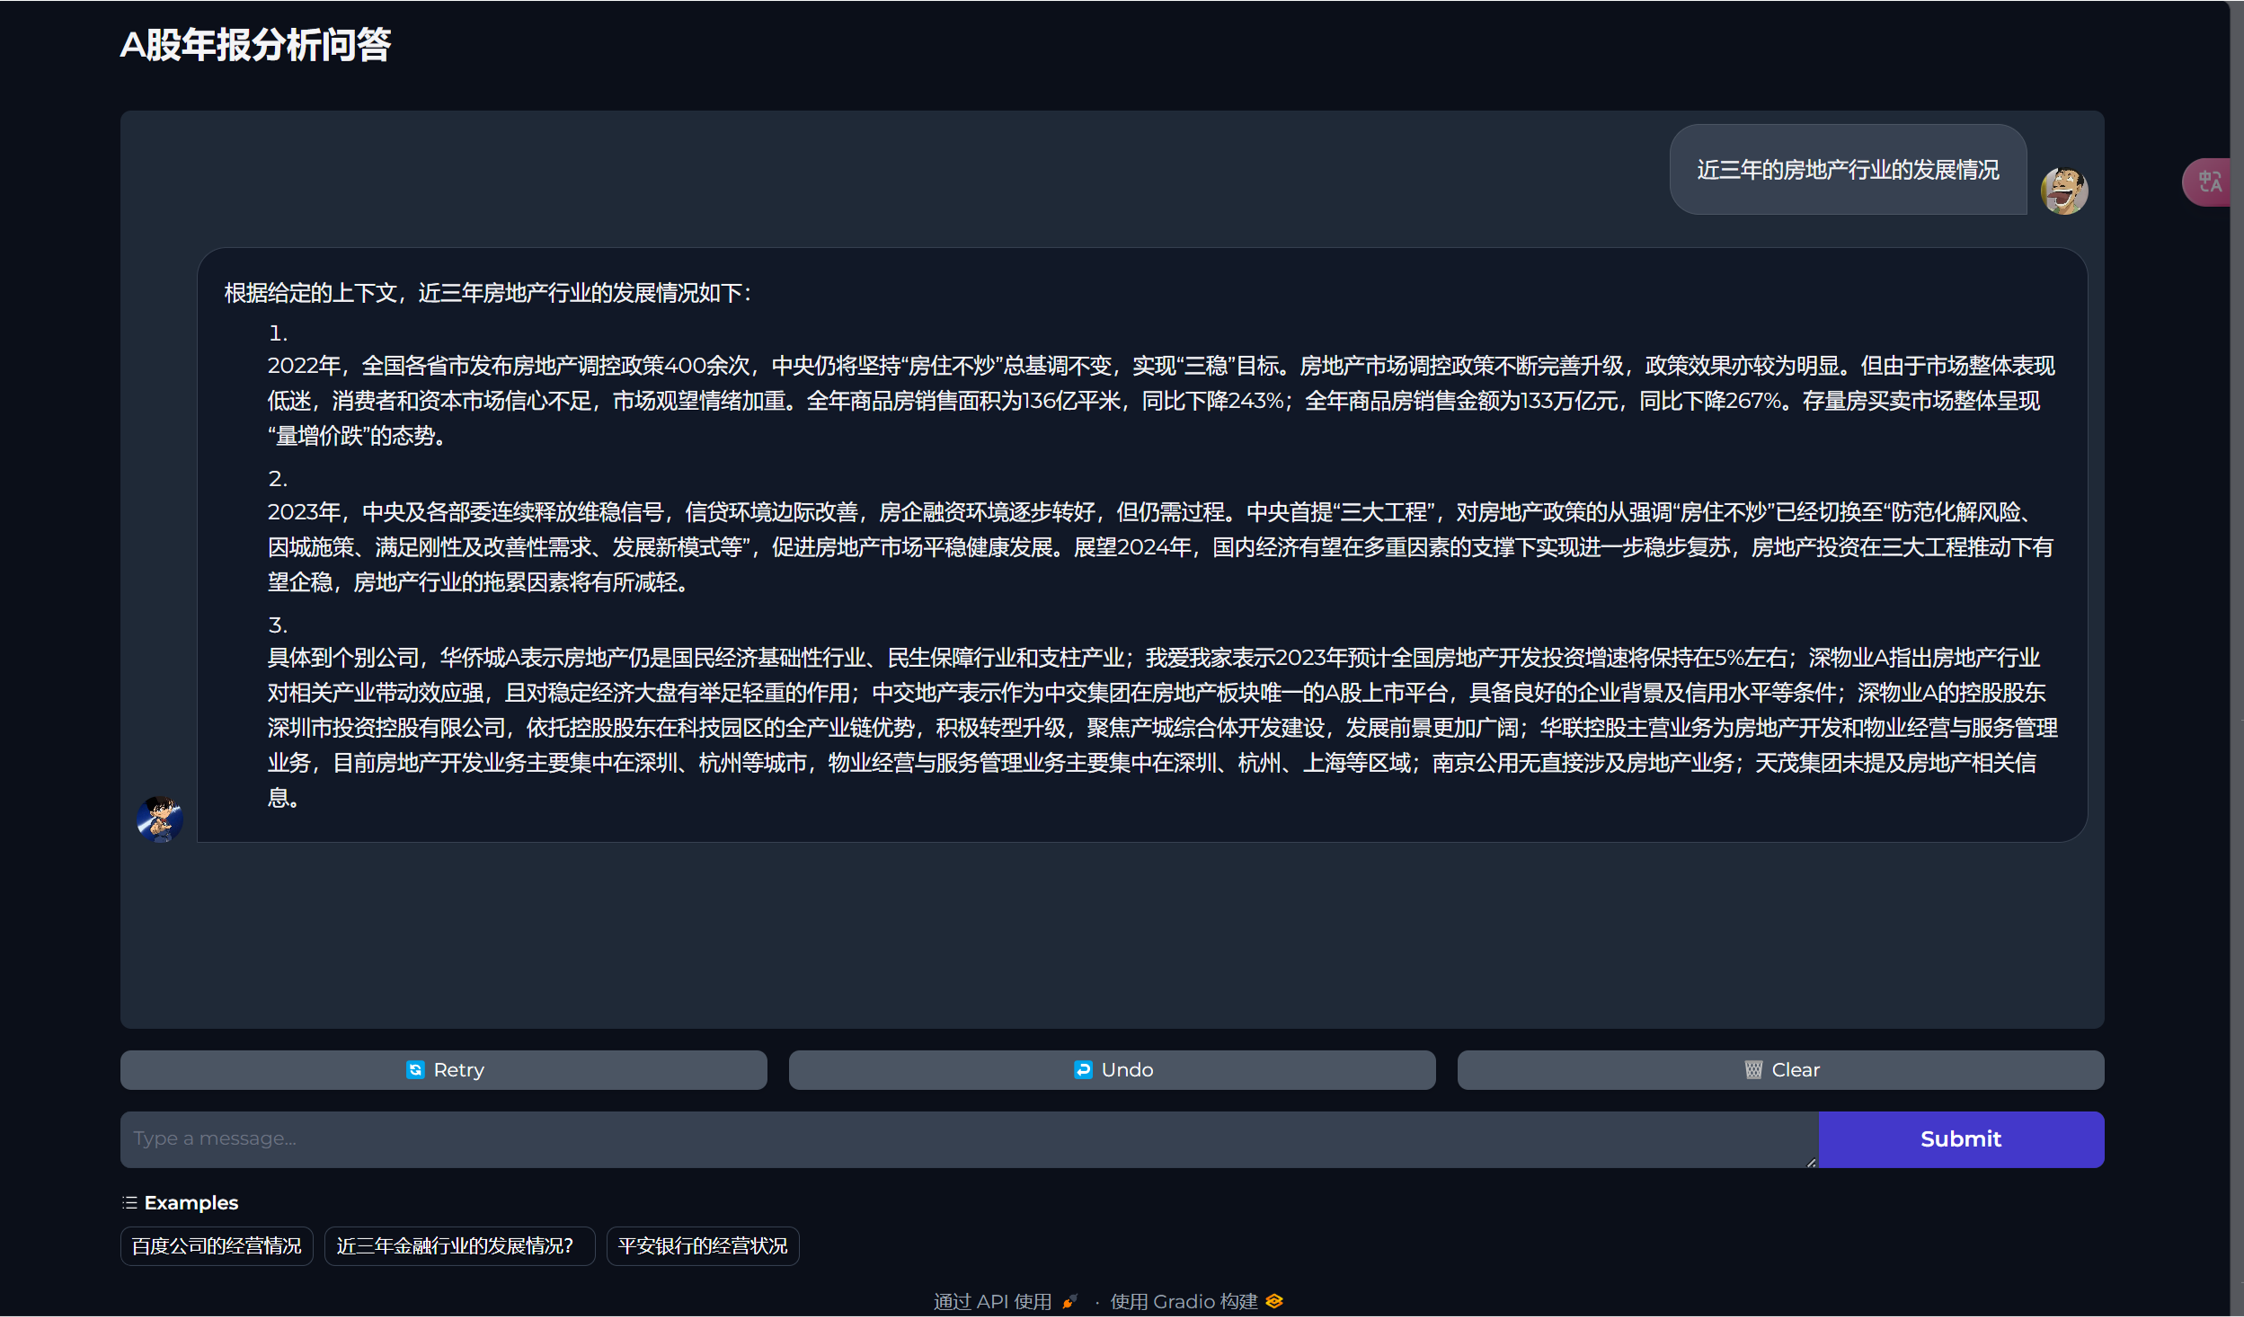 A股年报分析问答
近三年的房地产行业的发展情况
中A
根据给定的上下文，近三年房地产行业的发展情况如下：
1.
2022年，全国各省市发布房地产调控政策400余次，中央仍将坚持“房住不炒”总基调不变，实现“三稳”目标。房地产市场调控政策不断完善升级，政策效果亦较为明显。但由于市场整体表现
低迷，消费者和资本市场信心不足，市场观望情绪加重。全年商品房销售面积为136亿平米，同比下降243%；全年商品房销售金额为133万亿元，同比下降267%。存量房买卖市场整体呈现
“量增价跌”的态势。
2.
2023年，中央及各部委连续释放维稳信号，信贷环境边际改善，房企融资环境逐步转好，但仍需过程。中央首提“三大工程”，对房地产政策的从强调“房住不炒”已经切换至“防范化解风险、
因城施策、满足刚性及改善性需求、发展新模式等”，促进房地产市场平稳健康发展。展望2024年，国内经济有望在多重因素的支撑下实现进一步稳步复苏，房地产投资在三大工程推动下有
望企稳，房地产行业的拖累因素将有所减轻。
3.
具体到个别公司，华侨城A表示房地产仍是国民经济基础性行业、民生保障行业和支柱产业；我爱我家表示2023年预计全国房地产开发投资增速将保持在5%左右；深物业A指出房地产行业
对相关产业带动效应强，且对稳定经济大盘有举足轻重的作用；中交地产表示作为中交集团在房地产板块唯一的A股上市平台，具备良好的企业背景及信用水平等条件；深物业A的控股股东
深圳市投资控股有限公司，依托控股股东在科技园区的全产业链优势，积极转型升级，聚焦产城综合体开发建设，发展前景更加广阔；华联控股主营业务为房地产开发和物业经营与服务管理
业务，目前房地产开发业务主要集中在深圳、杭州等城市，物业经营与服务管理业务主要集中在深圳、杭州、上海等区域；南京公用无直接涉及房地产业务；天茂集团未提及房地产相关信
息。
Retry
Undo
Clear
Type a message...
Submit
Examples
百度公司的经营情况
近三年金融行业的发展情况?
平安银行的经营状况
通过 API 使用 · 使用 Gradio 构建